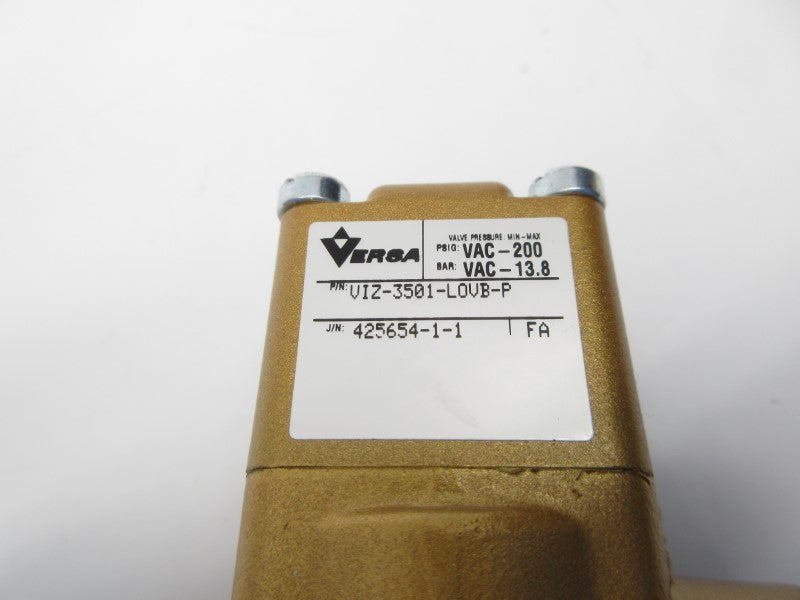 VERSA
VALVE PRESSURE: MIN-MAX
PSIG: VAC-200
BAR: VAC-13.8
P/N: VIZ-3501-LOVB-P
J/N: 425654-1-1 FA